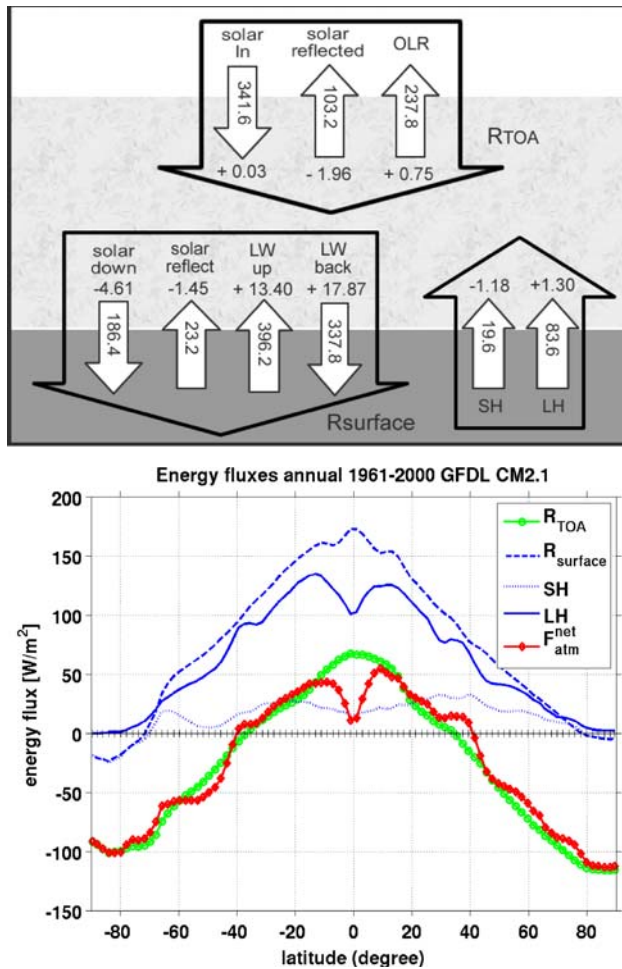 solar In
solar reflected
OLR
341.6
103.2
237.8
RTOA
+ 0.03
- 1.96
+ 0.75
solar down
solar reflect
LW up
LW back
-4.61
-1.45
+ 13.40
+ 17.87
-1.18
+1.30
186.4
23.2
396.2
337.8
19.6
83.6
SH
LH
Rsurface
Energy fluxes annual 1961-2000 GFDL CM2.1
200
150
100
50
0
-50
-100
-150
energy flux [W/m²]
R_TOA
R_surface
SH
LH
F_atm^net
-80
-60
-40
-20
0
20
40
60
80
latitude (degree)